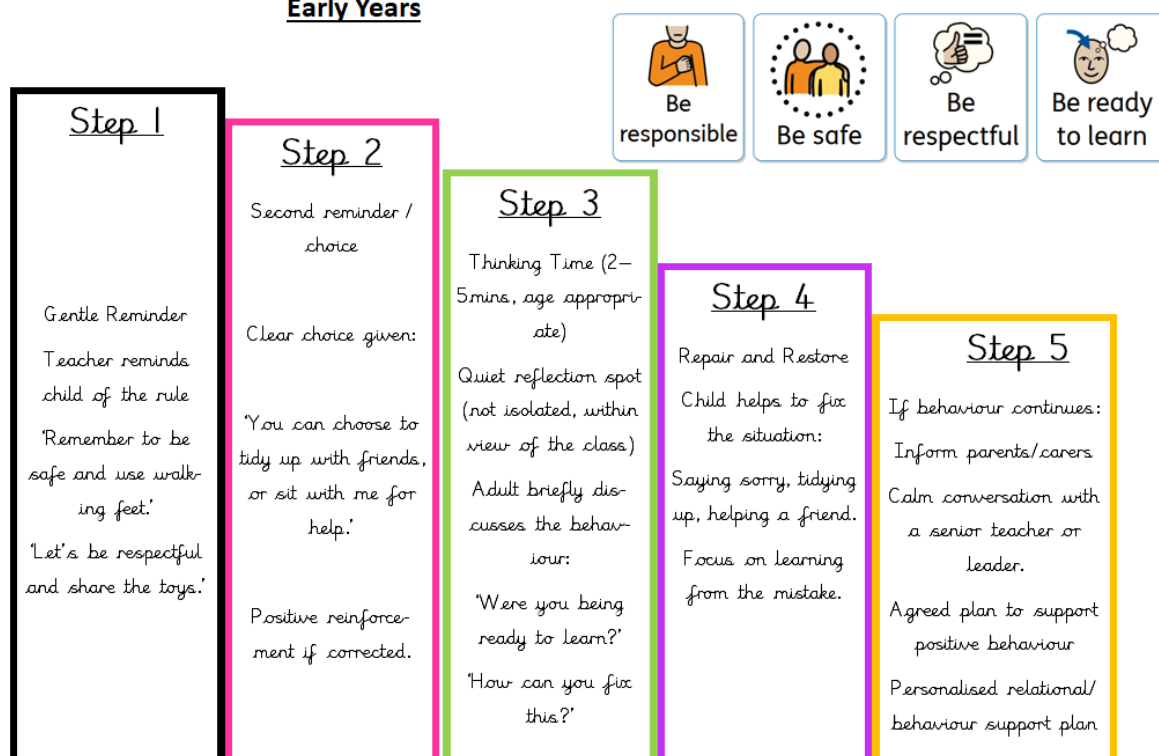 Early Years
Be
responsible
Be safe
Be
respectful
Be ready
to learn
Step 1
Gentle Reminder
Teacher reminds
child of the rule
'Remember to be
safe and use walk-
ing feet.'
'Let's be respectful
and share the toys.'
Step 2
Second reminder /
choice
Clear choice given:
'You can choose to
tidy up with friends,
or sit with me for
help.'
Positive reinforce-
ment if corrected.
Step 3
Thinking Time (2–
5mins, age appropri-
ate)
Quiet reflection spot
(not isolated, within
view of the class)
Adult briefly dis-
cusses the behav-
iour:
'Were you being
ready to learn?'
'How can you fix
this?'
Step 4
Repair and Restore
Child helps to fix
the situation:
Saying sorry, tidying
up, helping a friend.
Focus on learning
from the mistake.
Step 5
If behaviour continues:
Inform parents/carers
Calm conversation with
a senior teacher or
leader.
Agreed plan to support
positive behaviour
Personalised relational/
behaviour support plan